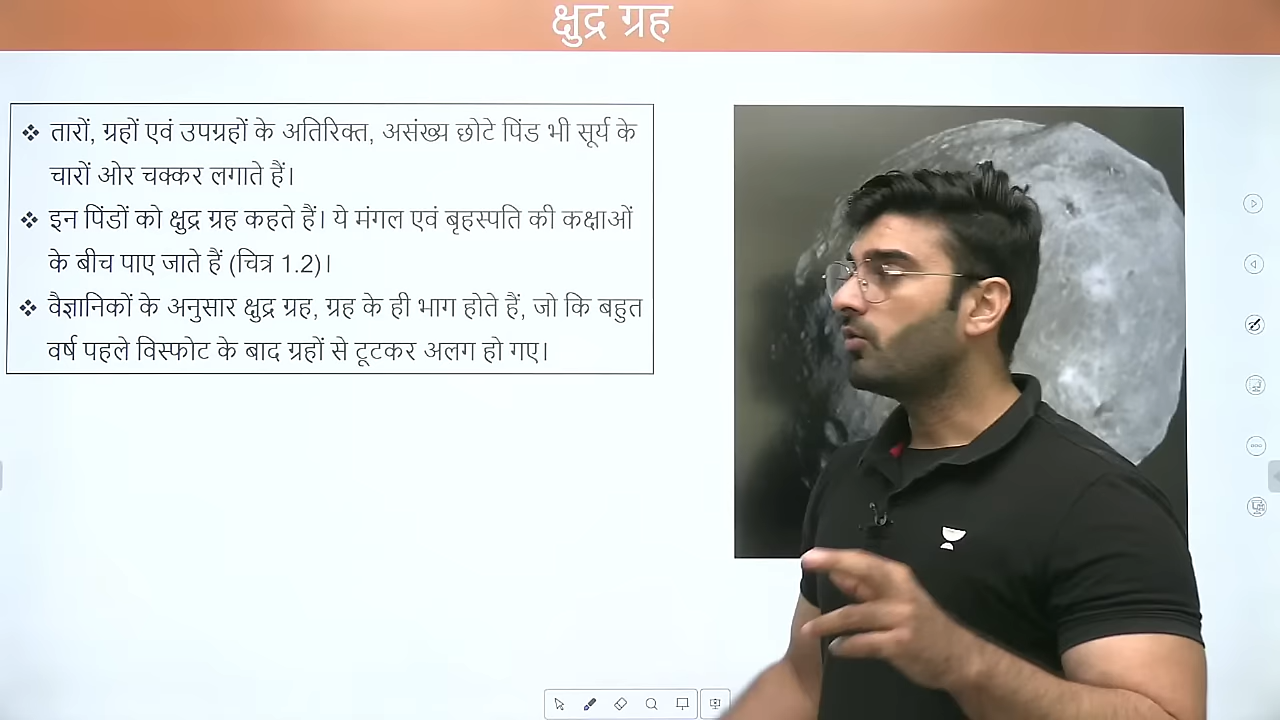 क्षुद्र ग्रह
❖ तारों, ग्रहों एवं उपग्रहों के अतिरिक्त, असंख्य छोटे पिंड भी सूर्य के
चारों ओर चक्कर लगाते हैं।
❖ इन पिंडों को क्षुद्र ग्रह कहते हैं। ये मंगल एवं बृहस्पति की कक्षाओं
के बीच पाए जाते हैं (चित्र 1.2)।
❖ वैज्ञानिकों के अनुसार क्षुद्र ग्रह, ग्रह के ही भाग होते हैं, जो कि बहुत
वर्ष पहले विस्फोट के बाद ग्रहों से टूटकर अलग हो गए।